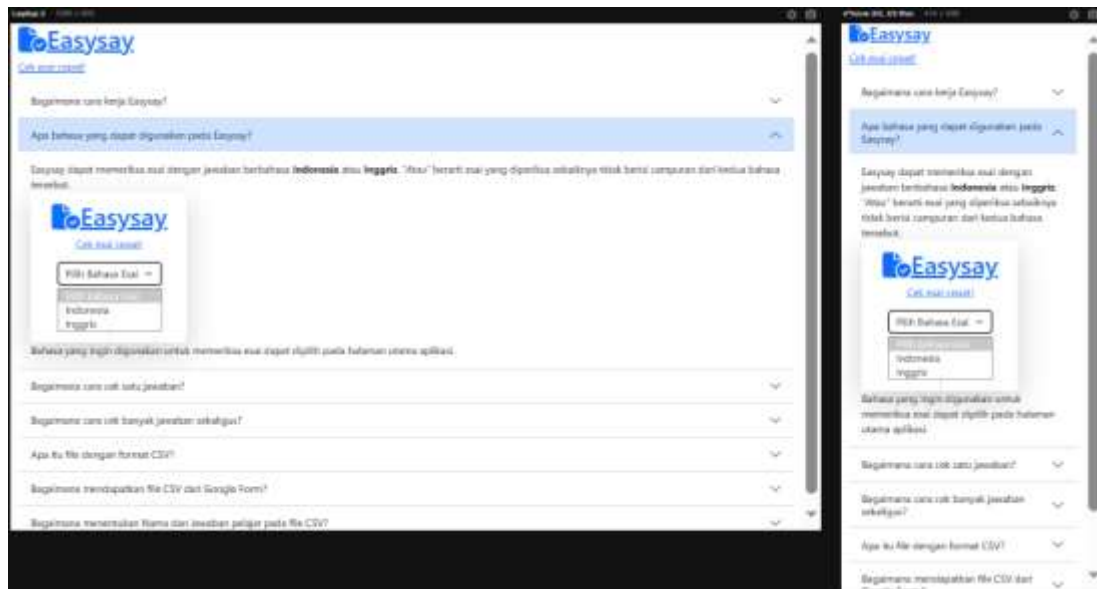 Easysay
Cek esai cepat!
Bagaimana cara kerja Easysay?
Apa bahasa yang dapat digunakan pada Easysay?
Easysay dapat memeriksa esai dengan jawaban berbahasa Indonesia atau Inggris. "Atau" berarti esai yang diperiksa sebaiknya tidak berisi campuran dari kedua bahasa
tersebut.
Easysay
Cek esai cepat!
Pilih Bahasa Esai
Pilih Bahasa Esai
Indonesia
Inggris
Bahasa yang ingin digunakan untuk memeriksa esai dapat dipilih pada halaman utama aplikasi.
Bagaimana cara cek satu jawaban?
Bagaimana cara cek banyak jawaban sekaligus?
Apa itu file dengan format CSV?
Bagaimana mendapatkan file CSV dari Google Form?
Bagaimana menentukan Nama dan Jawaban pelajar pada file CSV?
Easysay
Cek esai cepat!
Bagaimana cara kerja Easysay?
Apa bahasa yang dapat digunakan pada
Easysay?
Easysay dapat memeriksa esai dengan
jawaban berbahasa Indonesia atau Inggris.
"Atau" berarti esai yang diperiksa sebaiknya
tidak berisi campuran dari kedua bahasa
tersebut.
Easysay
Cek esai cepat!
Pilih Bahasa Esai
Pilih Bahasa Esai
Indonesia
Inggris
Bahasa yang ingin digunakan untuk
memeriksa esai dapat dipilih pada halaman
utama aplikasi.
Bagaimana cara cek satu jawaban?
Bagaimana cara cek banyak jawaban
sekaligus?
Apa itu file dengan format CSV?
Bagaimana mendapatkan file CSV dari
Google Form?